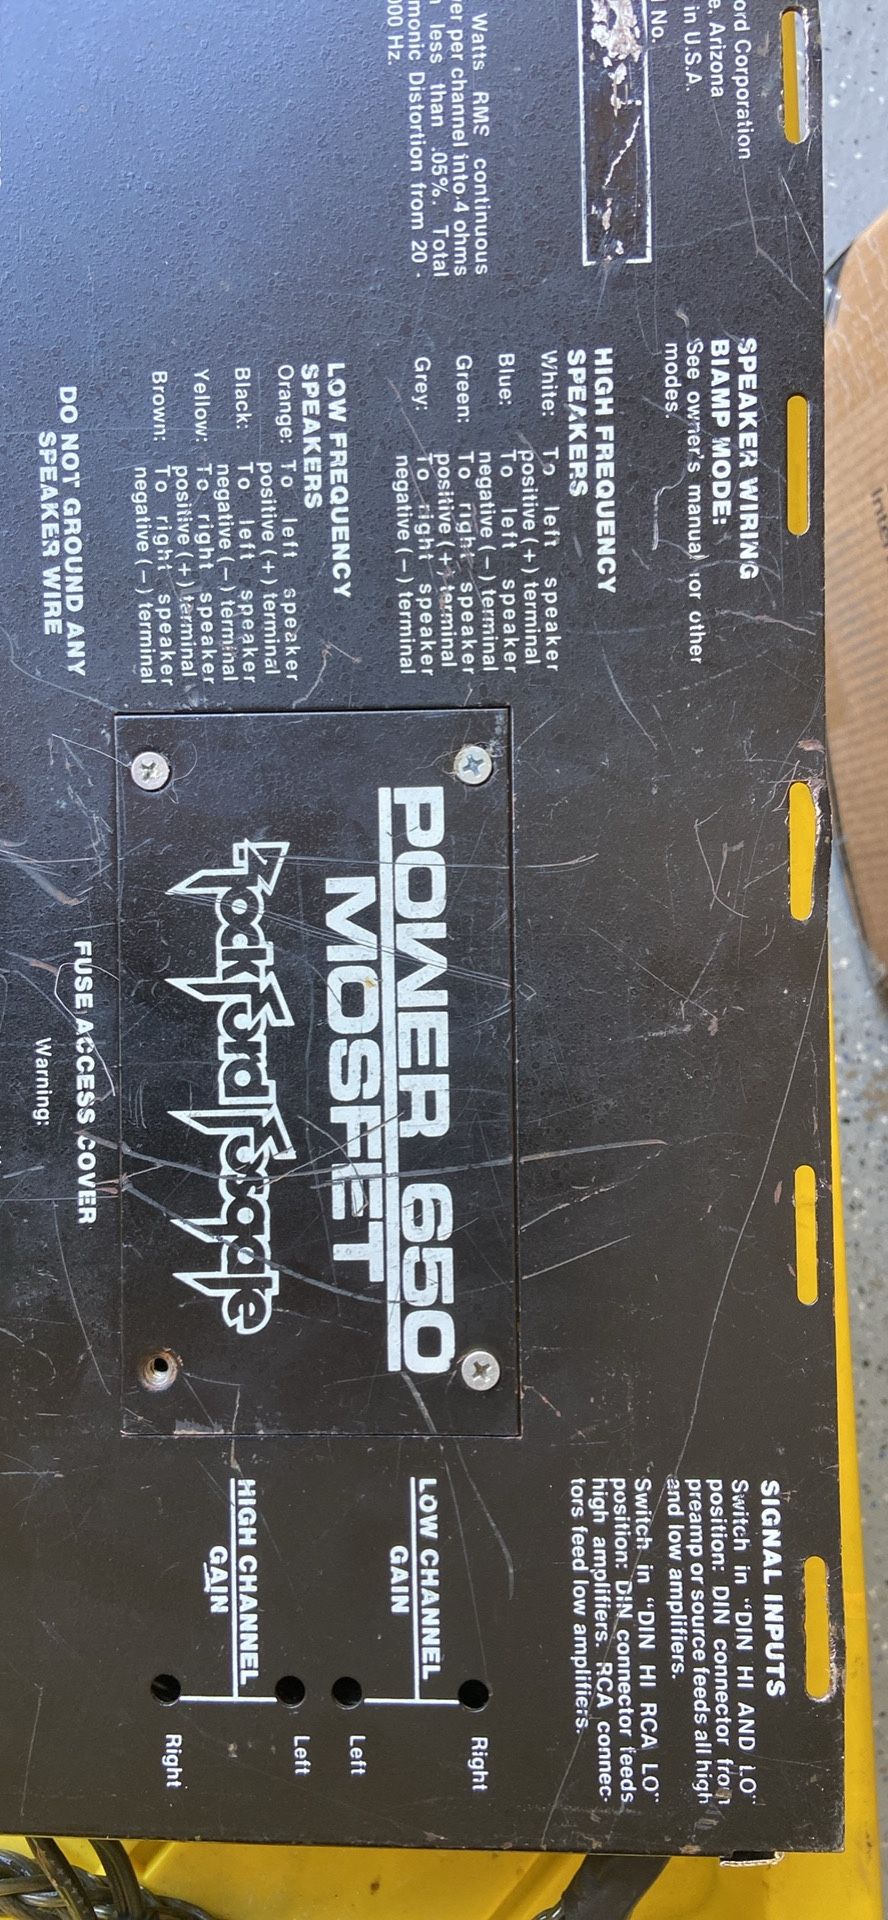 ord Corporation
e, Arizona
in U.S.A.
No.
Watts RMS continuous
er per channel into 4 ohms
less than .05%. Total
monic Distortion from 20 -
000 Hz.
SPEAKER WIRING
BIAMP MODE:
See owner's manual for other
modes.
HIGH FREQUENCY
SPEAKERS
White: To left speaker
positive (+) terminal
Blue: To left speaker
negative (−) terminal
Green: To right speaker
positive (+) terminal
Grey: To right speaker
negative (−) terminal
LOW FREQUENCY
SPEAKERS
Orange: To left speaker
positive (+) terminal
Black: To left speaker
negative (−) terminal
Yellow: To right speaker
positive (+) terminal
Brown: To right speaker
negative (−) terminal
DO NOT GROUND ANY
SPEAKER WIRE
POWER 650
MOSFET
Rockford Fosgate
FUSE ACCESS COVER
Warning:
SIGNAL INPUTS
Switch in "DIN HI AND LO"
position: DIN connector from
preamp or source feeds all high
and low amplifiers.
Switch in "DIN HI RCA LO"
position: DIN connector feeds
high amplifiers. RCA connec-
tors feed low amplifiers.
LOW CHANNEL
GAIN
Right
Left
HIGH CHANNEL
GAIN
Left
Right